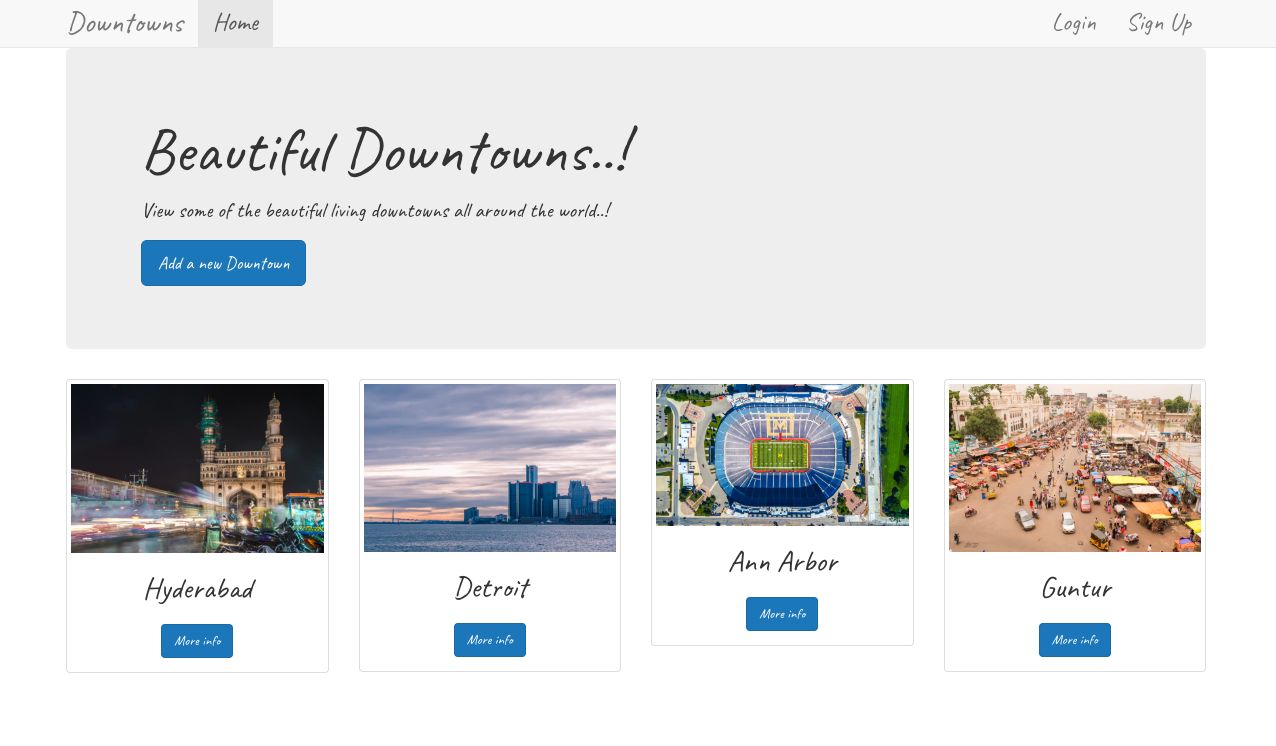 Downtowns Home Login Sign Up
Beautiful Downtowns..!
View some of the beautiful living downtowns all around the world..!
Add a new Downtown
Hyderabad
More info
Detroit
More info
Ann Arbor
More info
Guntur
More info